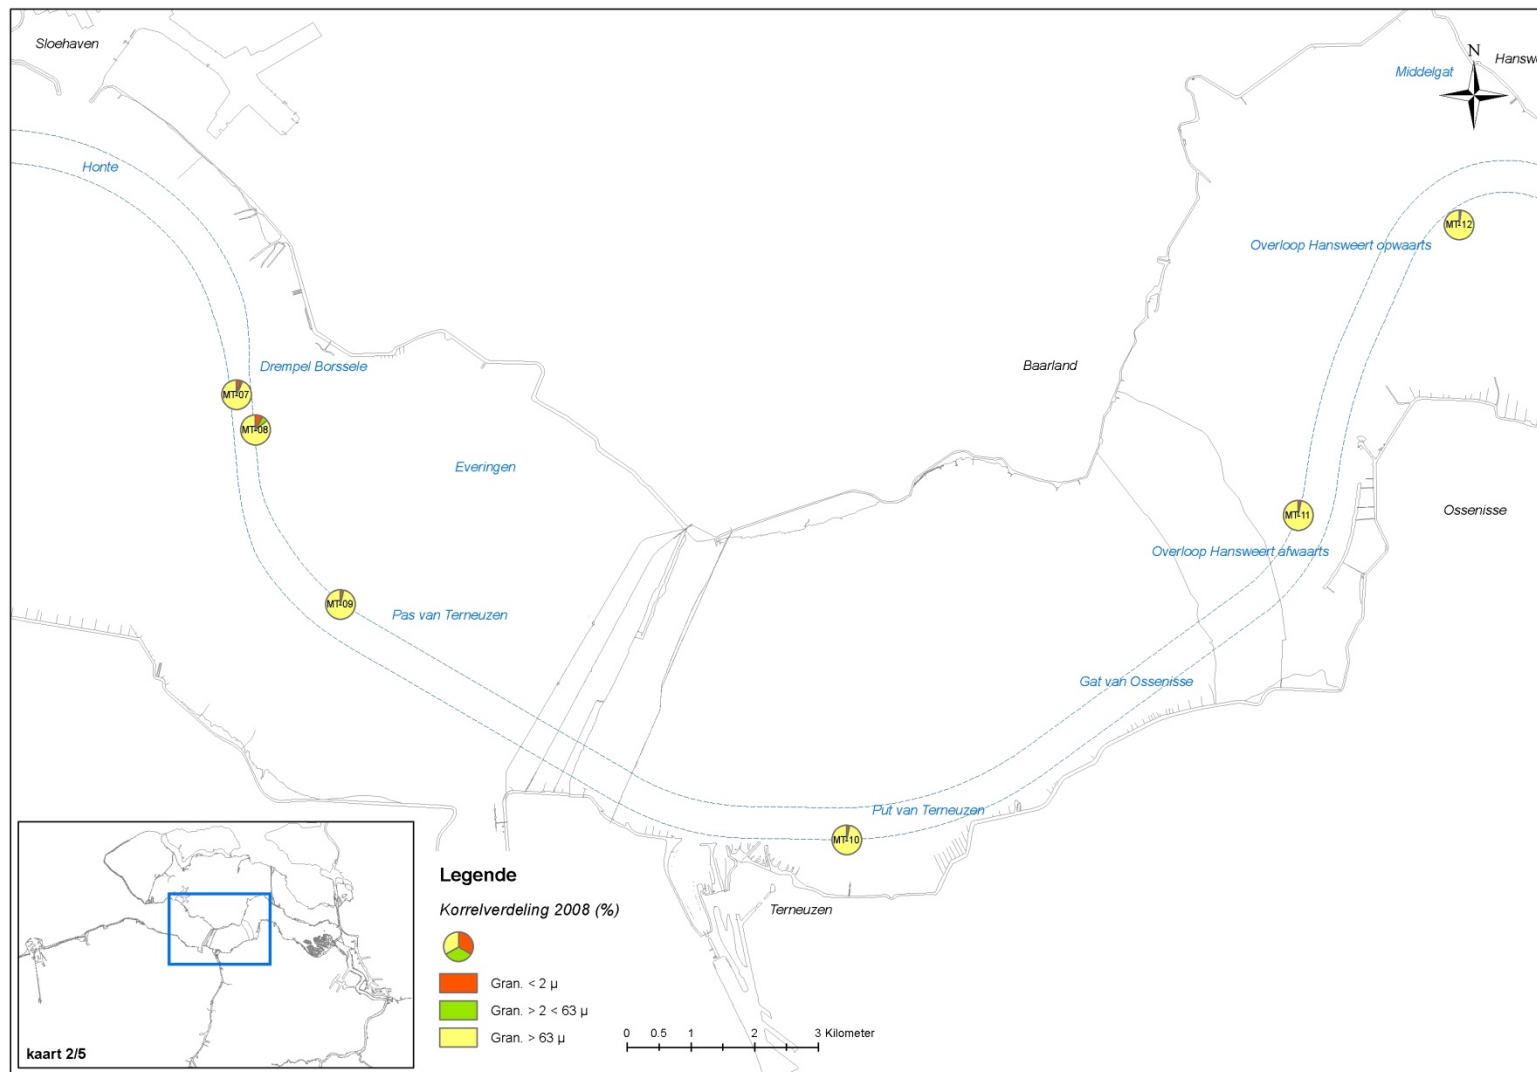 Sloehaven
Middelgat
N
Hansw
Honte
MT-12
Overloop Hansweert opwaarts
Drempel Borssele
Baarland
MT-07
MT-08
Everingen
MT-11
Ossenisse
Overloop Hansweert afwaarts
MT-09
Pas van Terneuzen
Gat van Ossenisse
Put van Terneuzen
MT-10
Terneuzen
Legende
Korrelverdeling 2008 (%)
Gran. < 2 µ
Gran. > 2 < 63 µ
Gran. > 63 µ
0 0.5 1 2 3 Kilometer
kaart 2/5